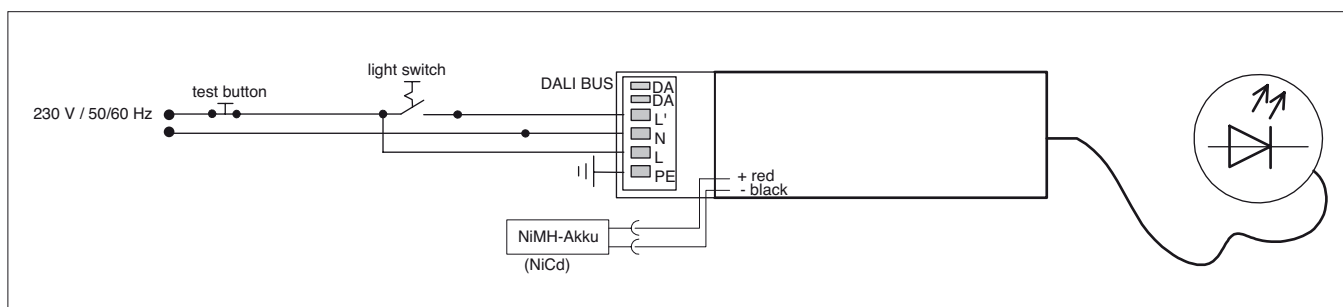 230 V / 50/60 Hz
test button
light switch
DALI BUS
DA
DA
L'
N
L
PE
+ red
- black
NiMH-Akku
(NiCd)